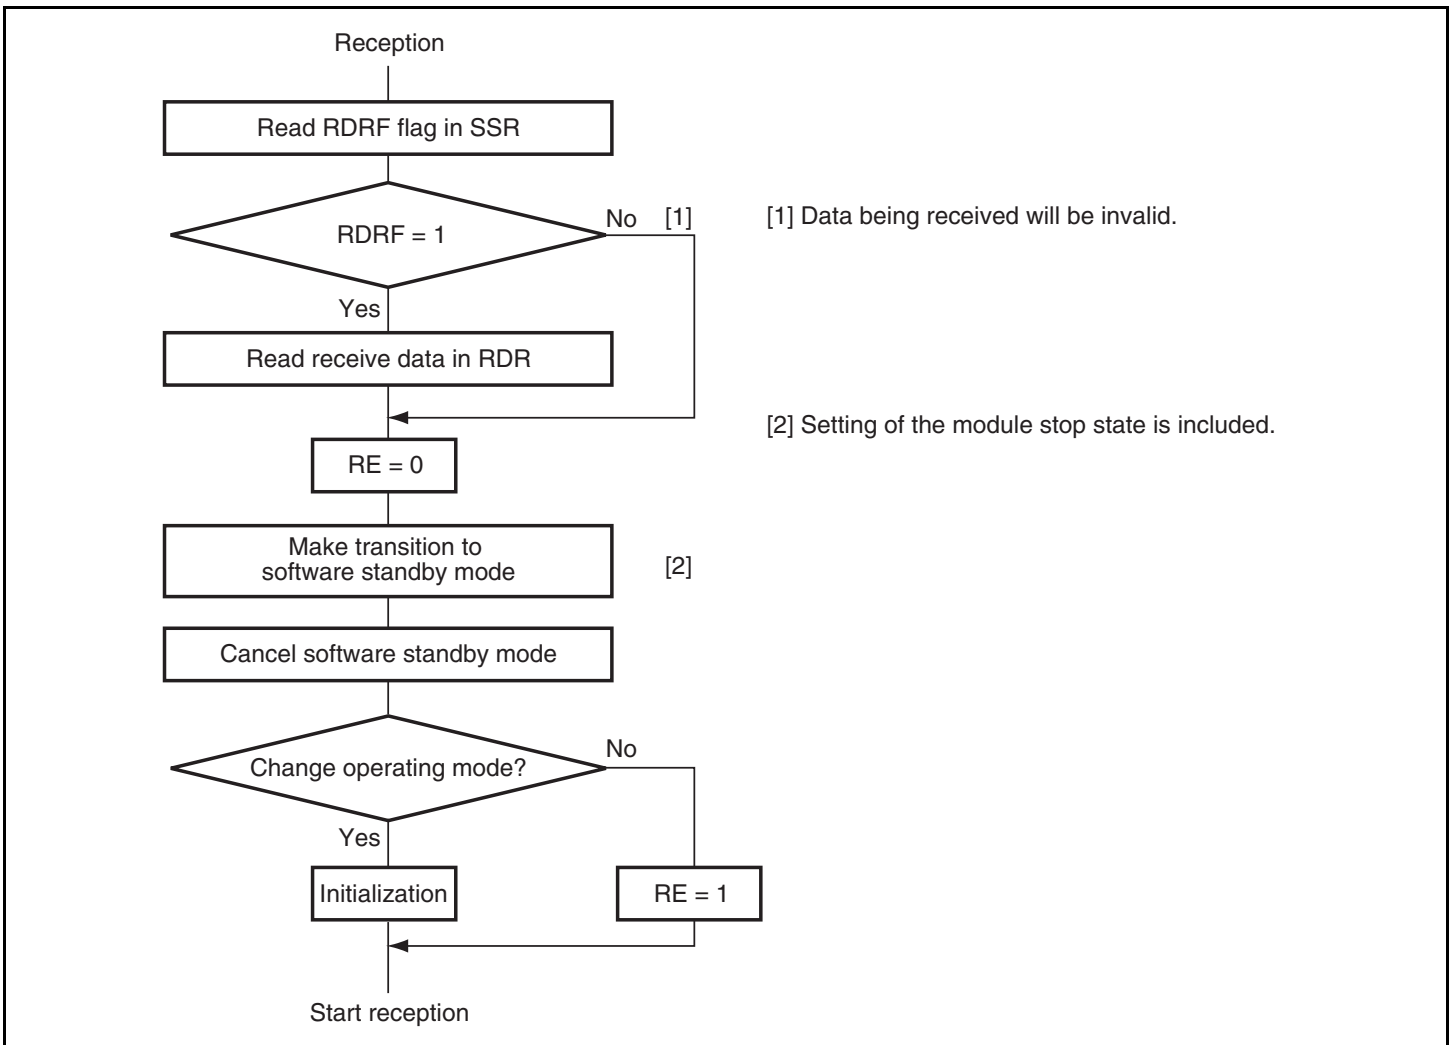 Reception
Read RDRF flag in SSR
RDRF = 1
No [1]
[1] Data being received will be invalid.
Yes
Read receive data in RDR
[2] Setting of the module stop state is included.
RE = 0
Make transition to
software standby mode
[2]
Cancel software standby mode
Change operating mode?
No
Yes
Initialization
RE = 1
Start reception